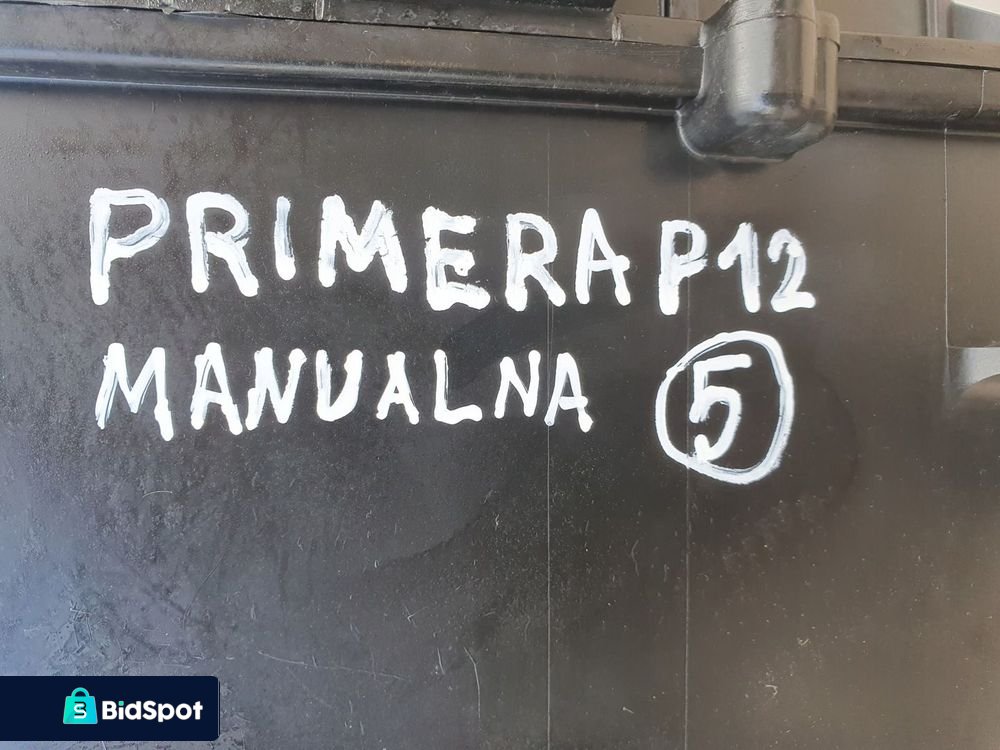 PRIMERA P12
MANUALNA 5
BidSpot